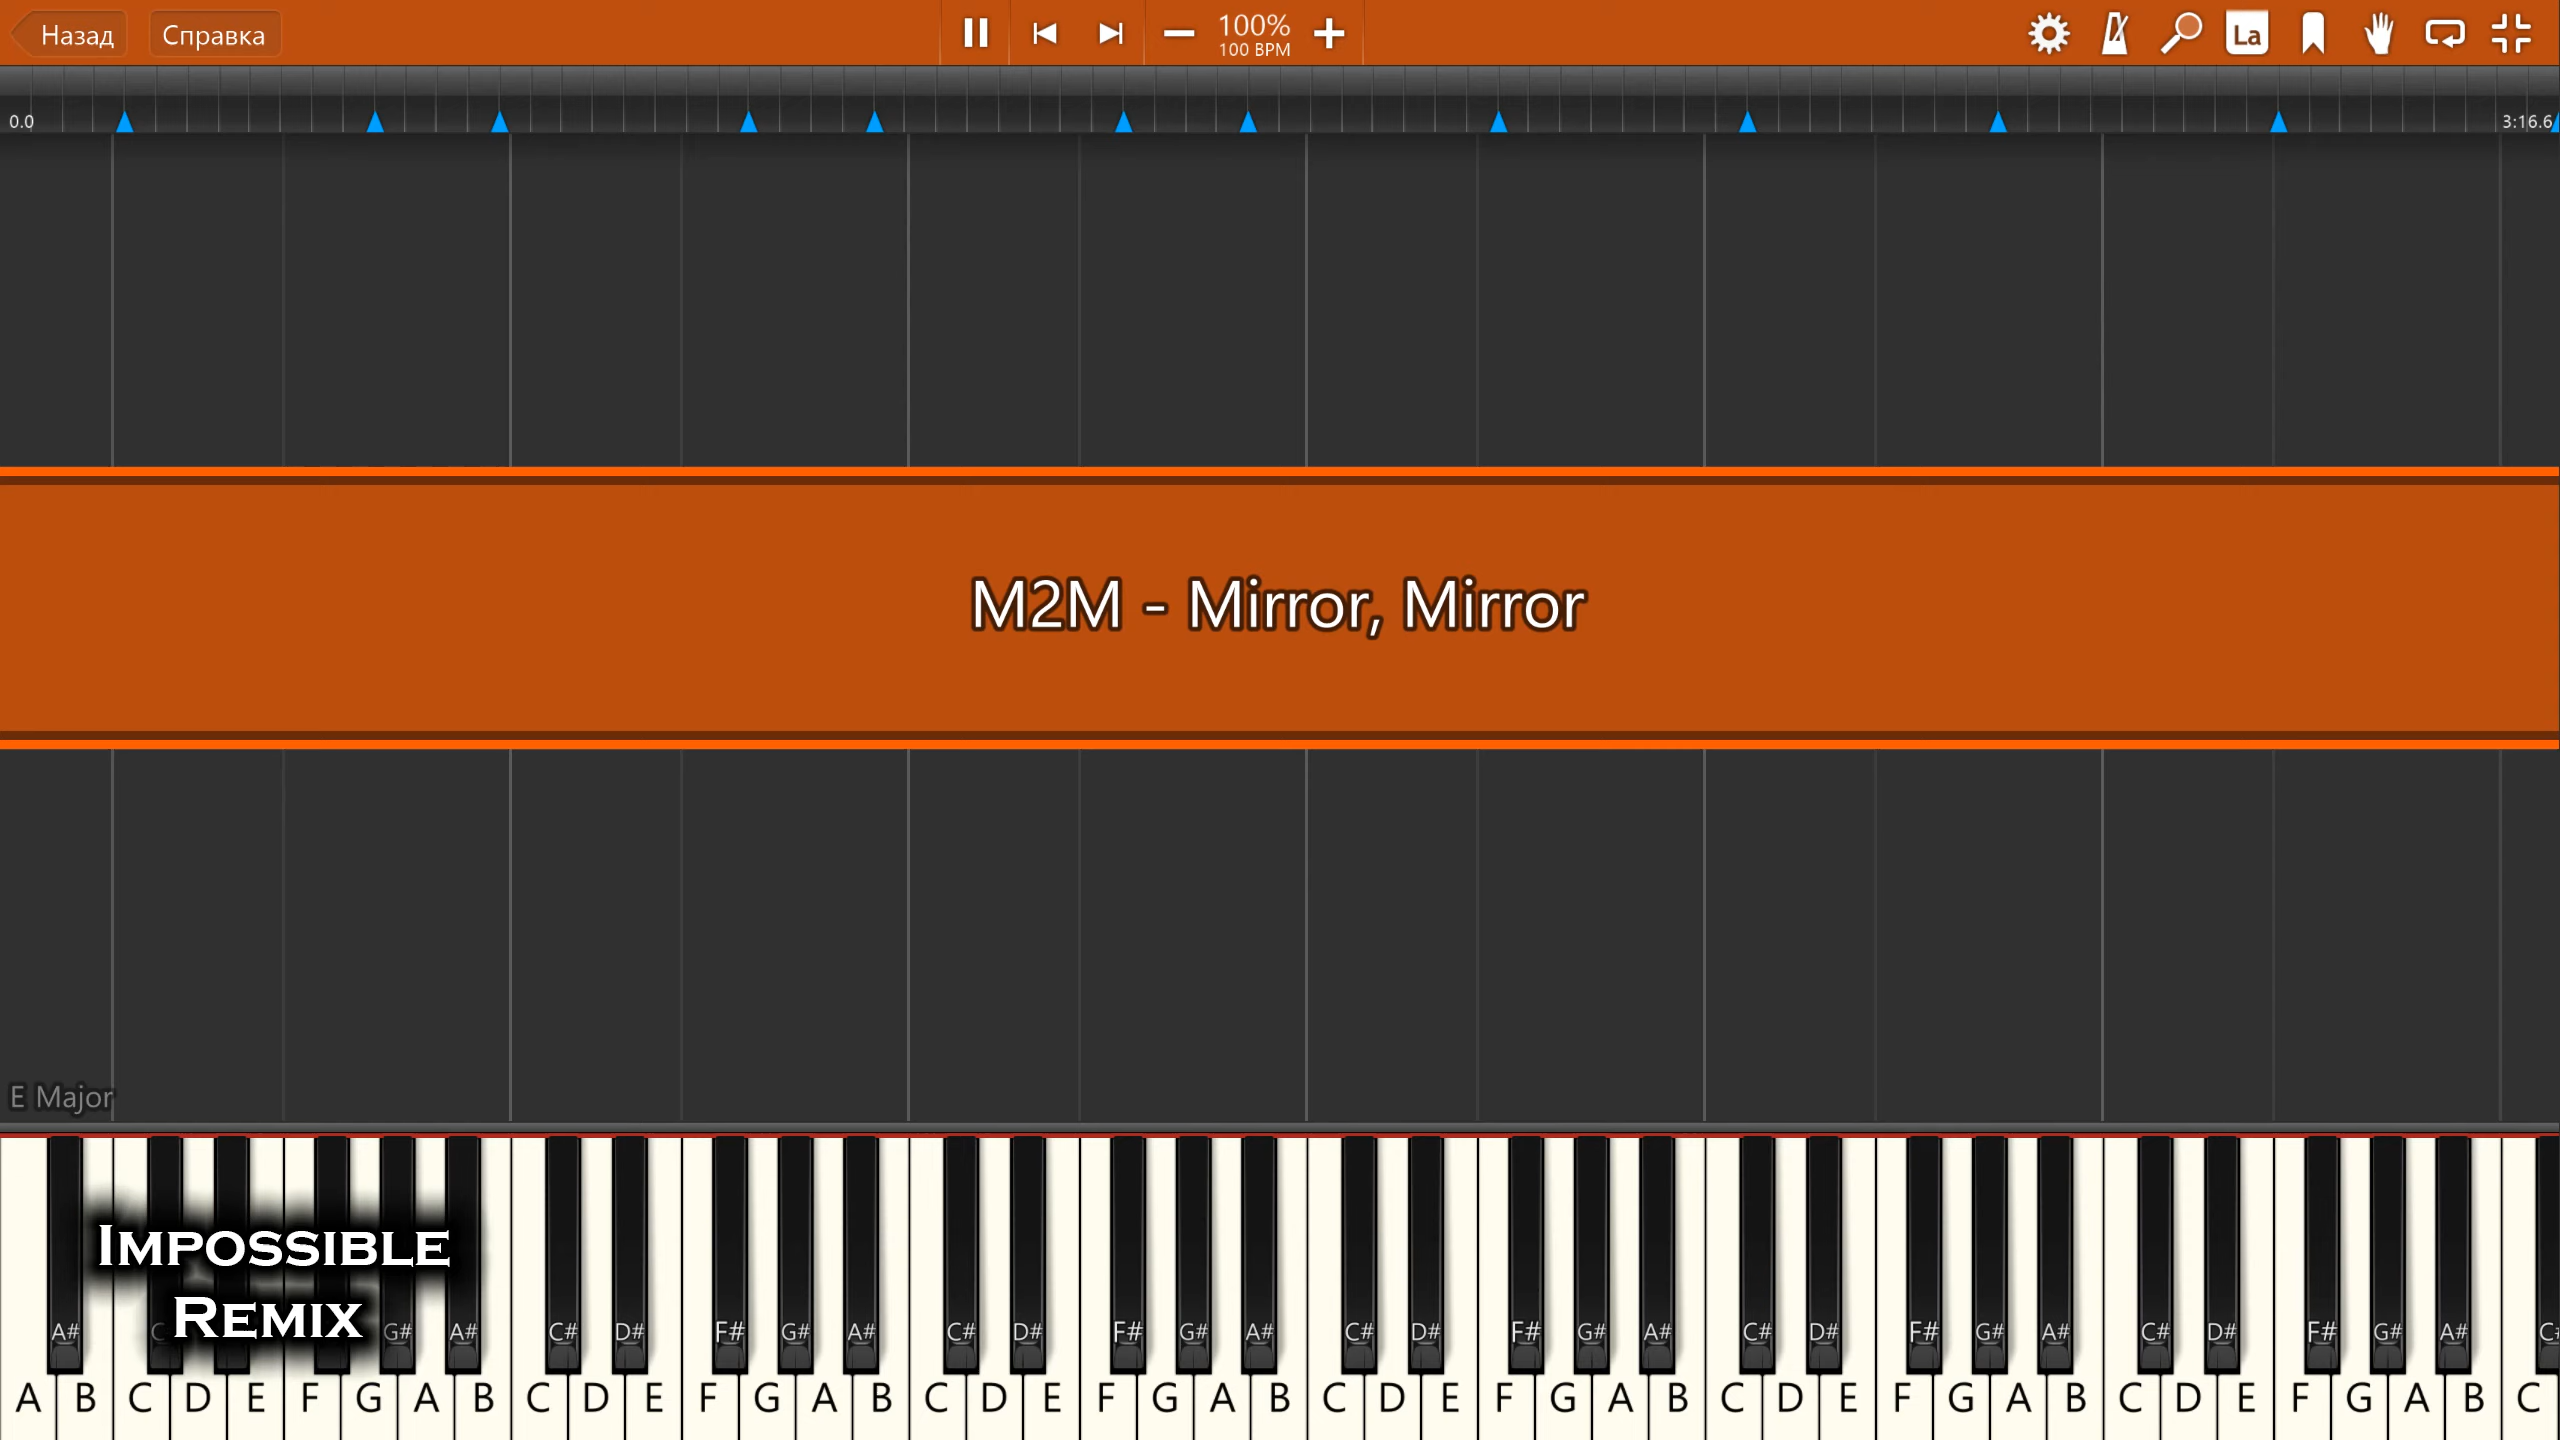 Назад Справка 100% La
100 BPM
0.0 3:16.6
M2M - Mirror, Mirror
E Major
IMPOSSIBLE
REMIX
A# C G# A# C# D# F# G# A# C# D# F# G# A# C# D# F# G# A# C# D# F# G# A# C# D# F# G# A# C#
A B C D E F G A B C D E F G A B C D E F G A B C D E F G A B C D E F G A B C D E F G A B C